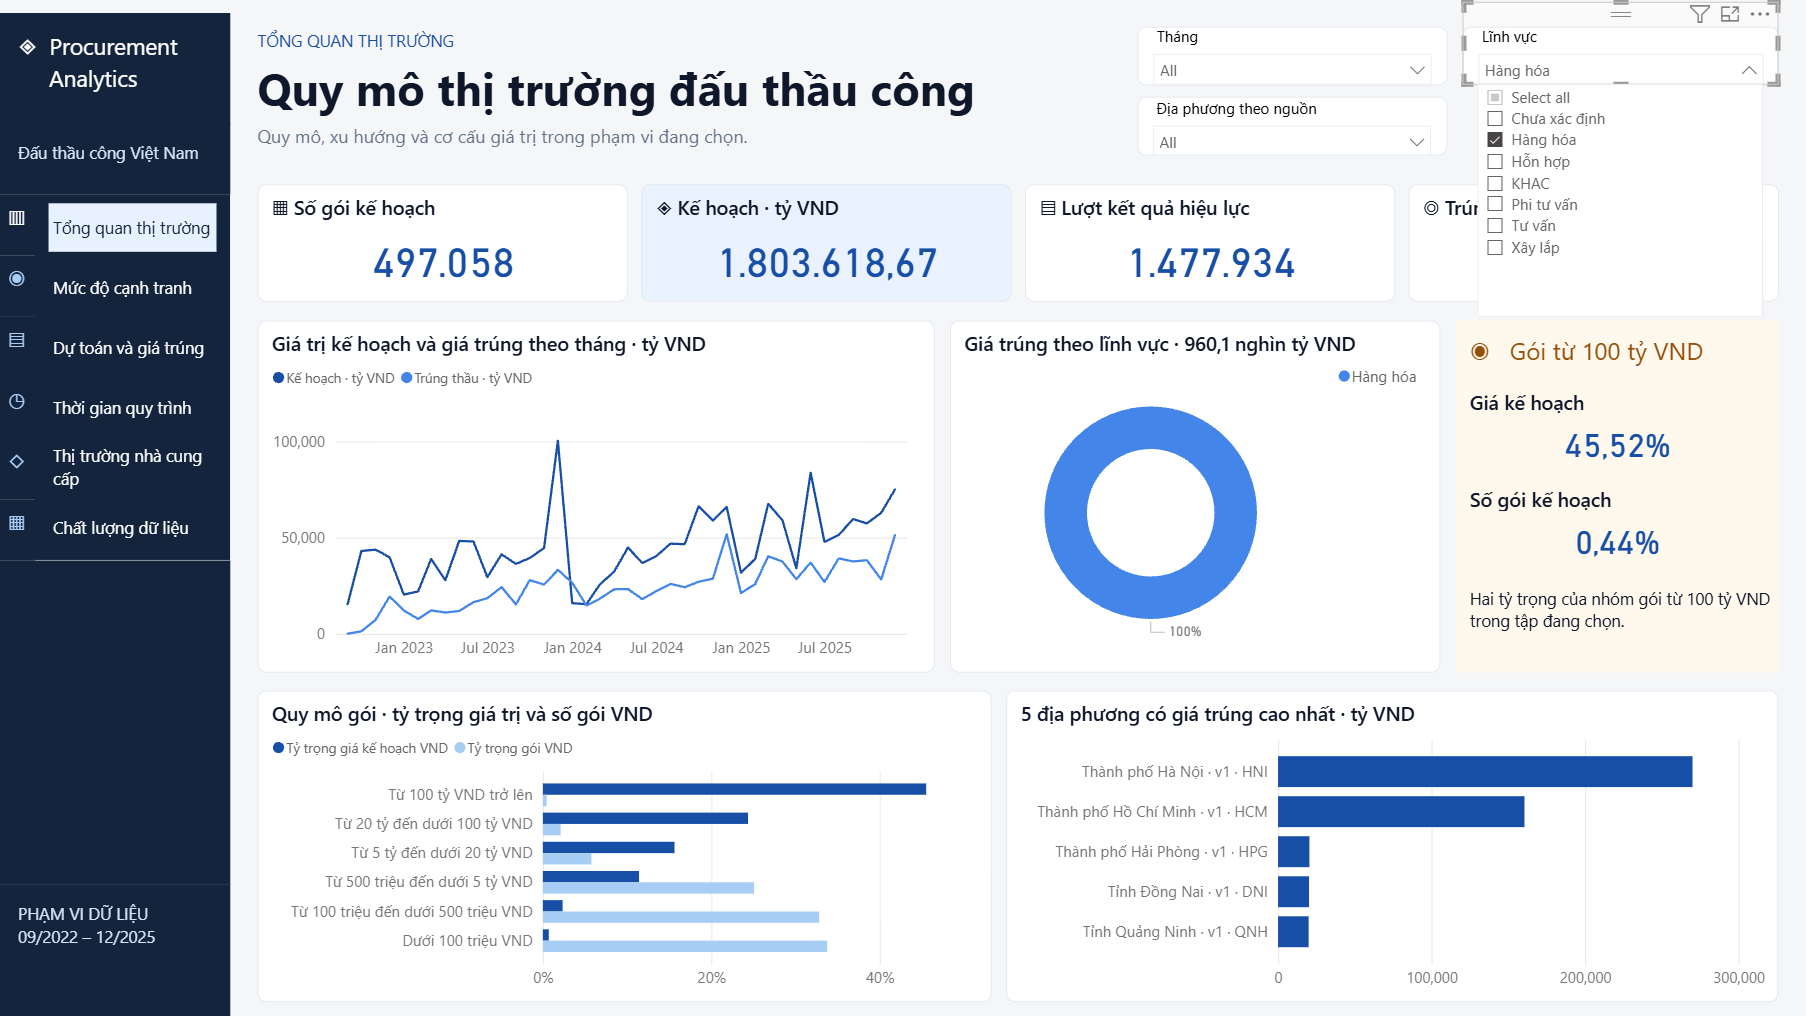 Procurement
Analytics
Đấu thầu công Việt Nam
Tổng quan thị trường
Mức độ cạnh tranh
Dự toán và giá trúng
Thời gian quy trình
Thị trường nhà cung
cấp
Chất lượng dữ liệu
PHẠM VI DỮ LIỆU
09/2022 – 12/2025
TỔNG QUAN THỊ TRƯỜNG
Quy mô thị trường đấu thầu công
Quy mô, xu hướng và cơ cấu giá trị trong phạm vi đang chọn.
Tháng
All
Địa phương theo nguồn
All
Lĩnh vực
Hàng hóa
Select all
Chưa xác định
Hàng hóa
Hỗn hợp
KHAC
Phi tư vấn
Tư vấn
Xây lắp
Số gói kế hoạch
497.058
Kế hoạch · tỷ VND
1.803.618,67
Lượt kết quả hiệu lực
1.477.934
Giá trị kế hoạch và giá trúng theo tháng · tỷ VND
Kế hoạch · tỷ VND
Trúng thầu · tỷ VND
100,000
50,000
0
Jan 2023
Jul 2023
Jan 2024
Jul 2024
Jan 2025
Jul 2025
Giá trúng theo lĩnh vực · 960,1 nghìn tỷ VND
Hàng hóa
100%
Gói từ 100 tỷ VND
Giá kế hoạch
45,52%
Số gói kế hoạch
0,44%
Hai tỷ trọng của nhóm gói từ 100 tỷ VND
trong tập đang chọn.
Quy mô gói · tỷ trọng giá trị và số gói VND
Tỷ trọng giá kế hoạch VND
Tỷ trọng gói VND
Từ 100 tỷ VND trở lên
Từ 20 tỷ đến dưới 100 tỷ VND
Từ 5 tỷ đến dưới 20 tỷ VND
Từ 500 triệu đến dưới 5 tỷ VND
Từ 100 triệu đến dưới 500 triệu VND
Dưới 100 triệu VND
0%
20%
40%
5 địa phương có giá trúng cao nhất · tỷ VND
Thành phố Hà Nội · v1 · HNI
Thành phố Hồ Chí Minh · v1 · HCM
Thành phố Hải Phòng · v1 · HPG
Tỉnh Đồng Nai · v1 · DNI
Tỉnh Quảng Ninh · v1 · QNH
0
100,000
200,000
300,000